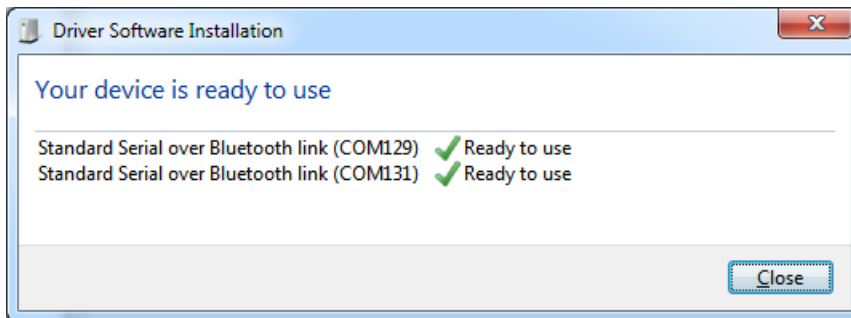 Driver Software Installation
Your device is ready to use
Standard Serial over Bluetooth link (COM129) Ready to use
Standard Serial over Bluetooth link (COM131) Ready to use
Close